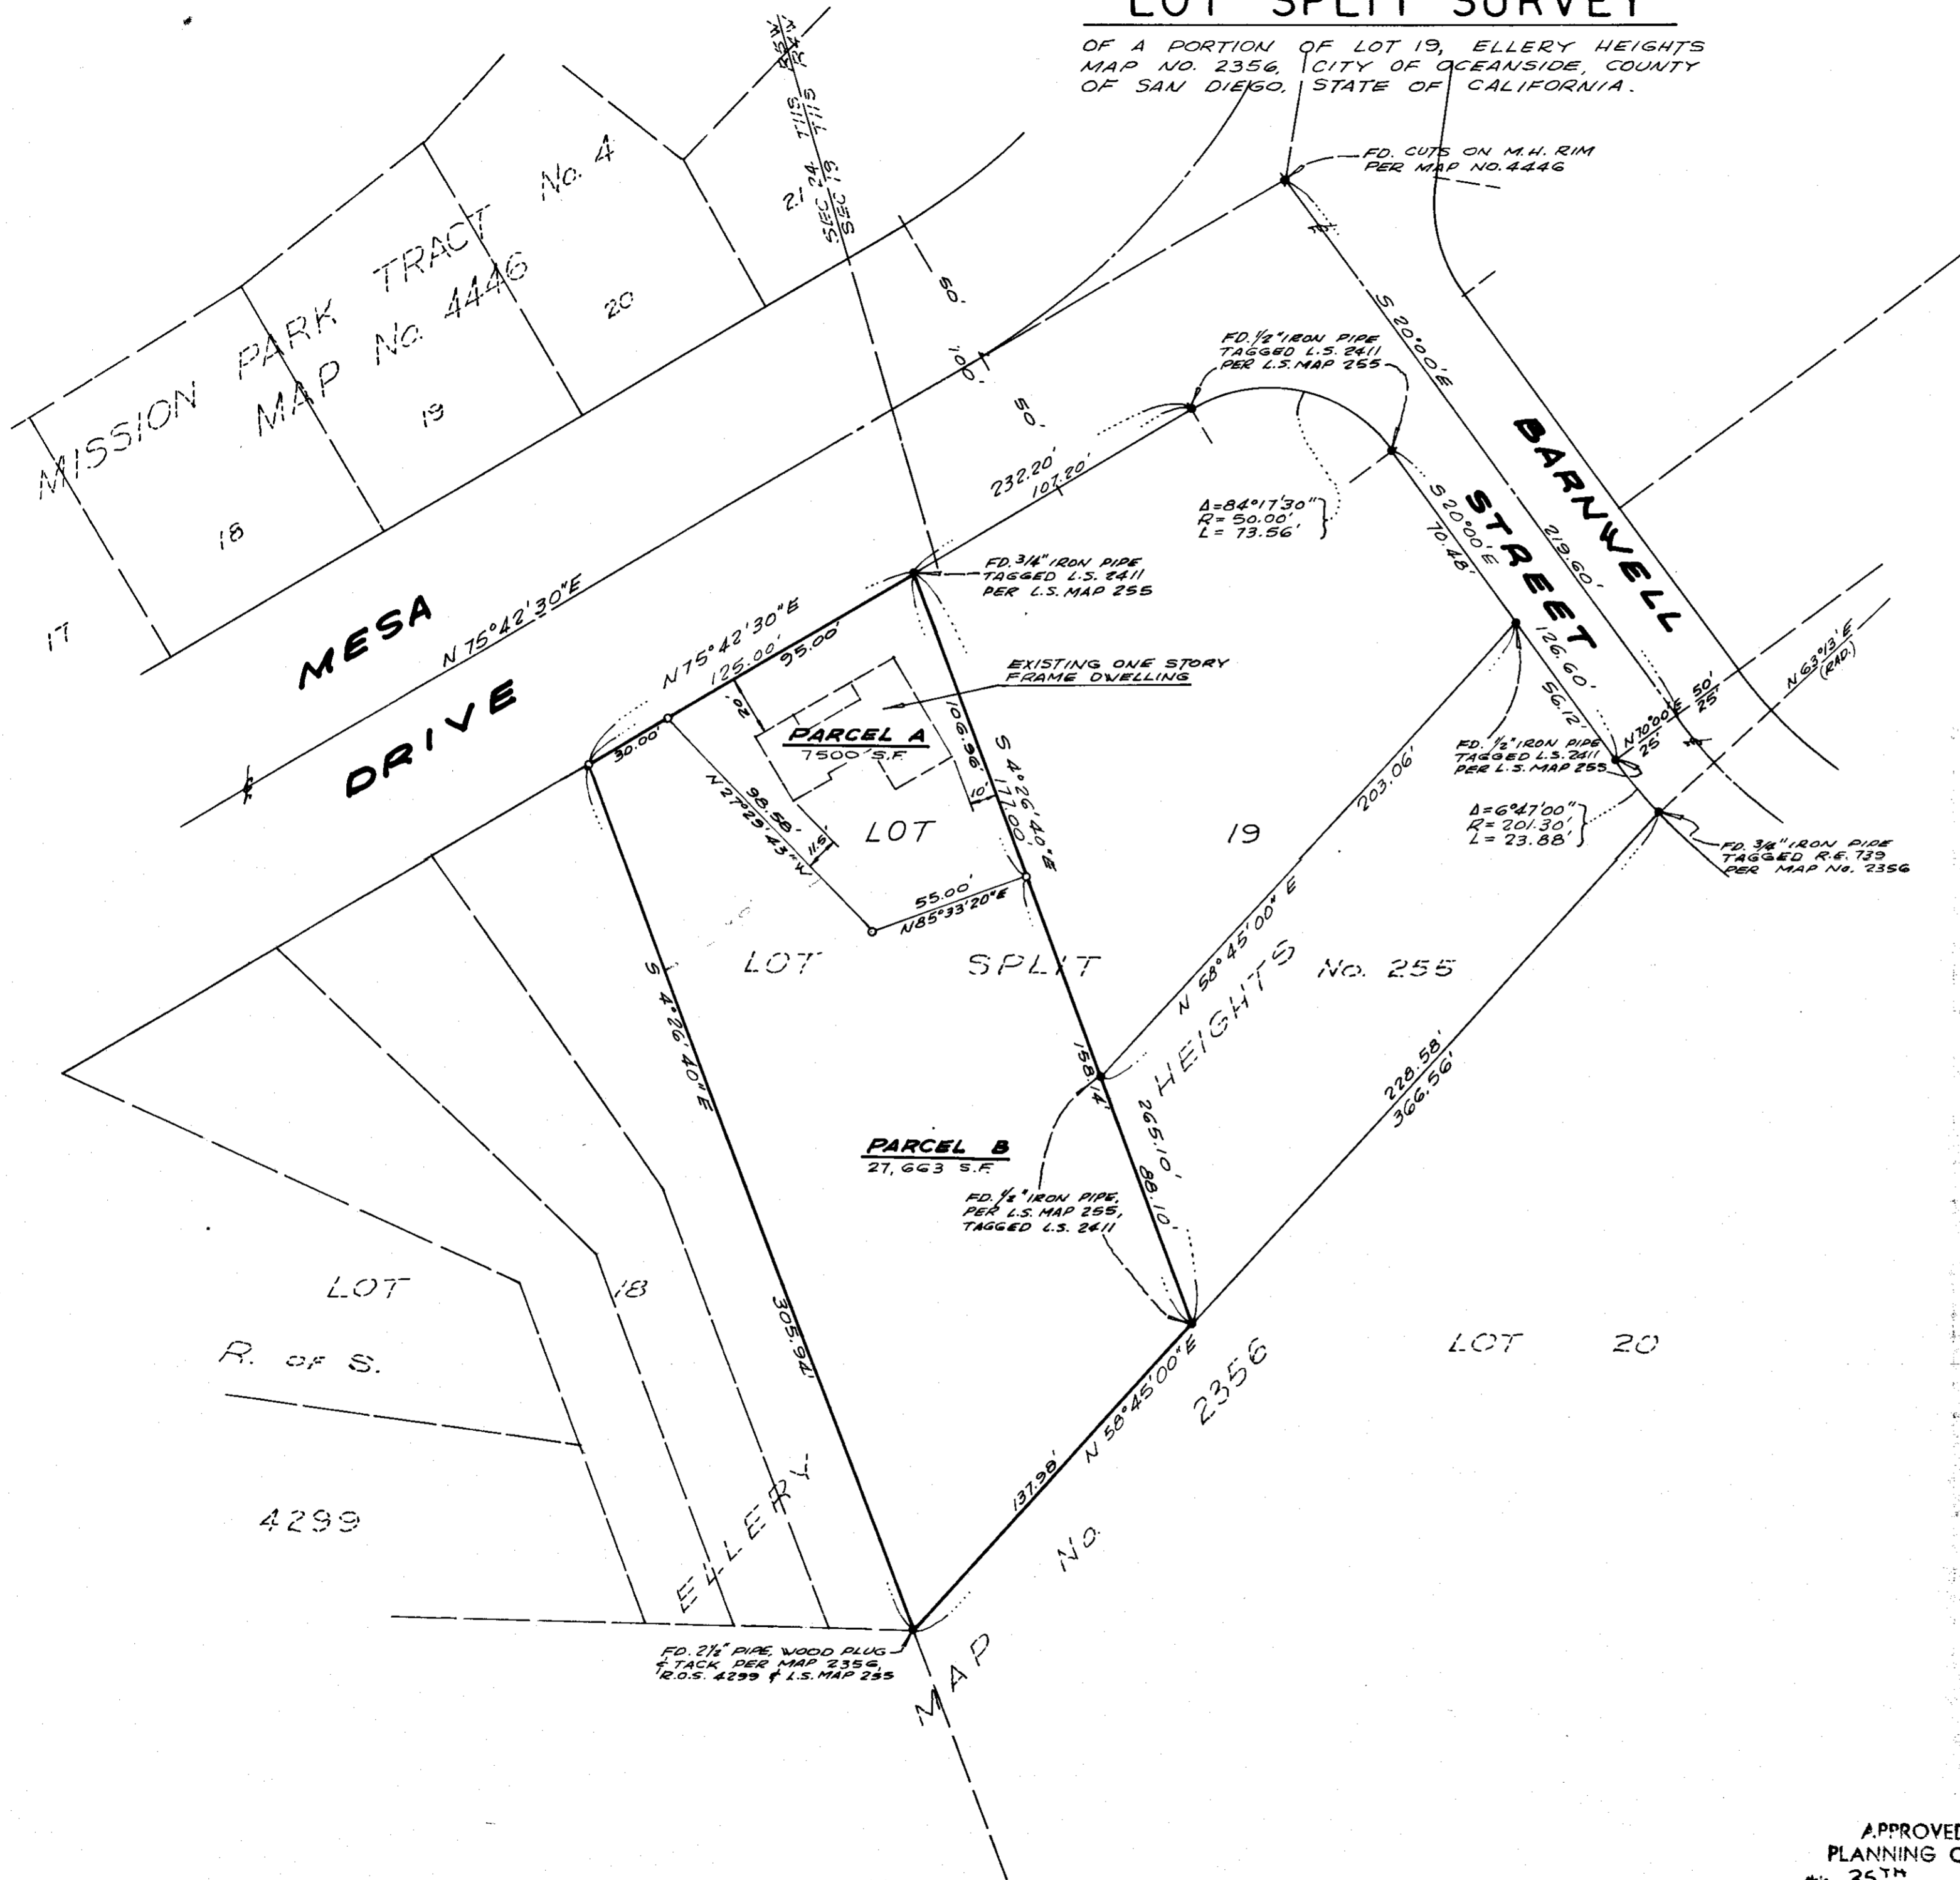 LOT SPLIT SURVEY
OF A PORTION OF LOT 19, ELLERY HEIGHTS
MAP NO. 2356, CITY OF OCEANSIDE, COUNTY
OF SAN DIEGO, STATE OF CALIFORNIA.
R5W
R4W
T11S
T11S
SEC 24
SEC 19
FD. CUTS ON M.H. RIM
PER MAP NO. 4446
MISSION PARK TRACT No. 4
MAP No. 4446
21
20
19
18
17
50'
100'
50'
FD. 1/2" IRON PIPE
TAGGED L.S. 2411
PER L.S. MAP 255
S 20°00'E
219.60'
BARNWELL
STREET
232.20'
107.20'
Δ=84°17'30"
R= 50.00'
L= 73.56'
S 20°00' E
70.48'
126.60'
56.12'
FD. 3/4" IRON PIPE
TAGGED L.S. 2411
PER L.S. MAP 255
MESA
DRIVE
N 75°42'30"E
N 75°42'30"E
125.00'
95.00'
30.00'
20'
EXISTING ONE STORY
FRAME DWELLING
PARCEL A
7500 S.F.
106.96'
S 4°26'40"E
177.00'
10'
98.58'
N 27°29'43"W
11.5'
LOT
19
55.00'
N85°33'20"E
N 63°13' E
(RAD.)
N 70°00'E
25'
50'
25'
FD. 1/2" IRON PIPE
TAGGED L.S. 2411
PER L.S. MAP 255
Δ=6°47'00"
R= 201.30'
L= 23.88'
FD. 3/4" IRON PIPE
TAGGED R.E. 739
PER MAP No. 2356
203.06'
N 58°45'00" E
LOT SPLIT No. 255
S 4°26'40"E
305.94'
158.14'
265.10'
88.10'
HEIGHTS
228.58'
366.56'
PARCEL B
27,663 S.F.
FD. 1/2" IRON PIPE,
PER L.S. MAP 255,
TAGGED L.S. 2411
LOT 18
R. OF S.
4299
LOT 20
N 58°45'00"E
137.98'
2356
ELLERY
MAP
No.
FD. 2 1/2" PIPE, WOOD PLUG
& TACK PER MAP 2356,
R.O.S. 4299 & L.S. MAP 255
APPROVED
PLANNING
25TH